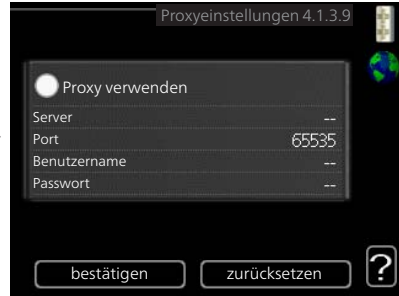 Proxyeinstellungen 4.1.3.9
Proxy verwenden
Server --
Port 65535
Benutzername --
Passwort --
bestätigen zurücksetzen ?